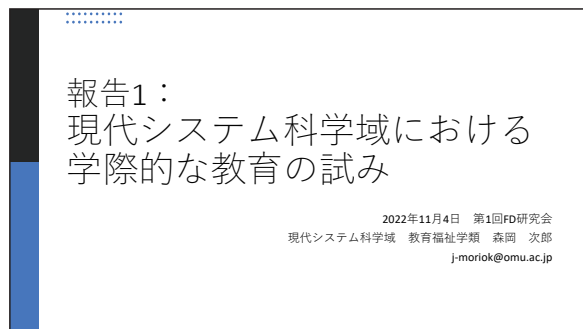 報告1：
現代システム科学域における
学際的な教育の試み
2022年11月4日　第1回FD研究会
現代システム科学域　教育福祉学類　森岡　次郎
j-moriok@omu.ac.jp